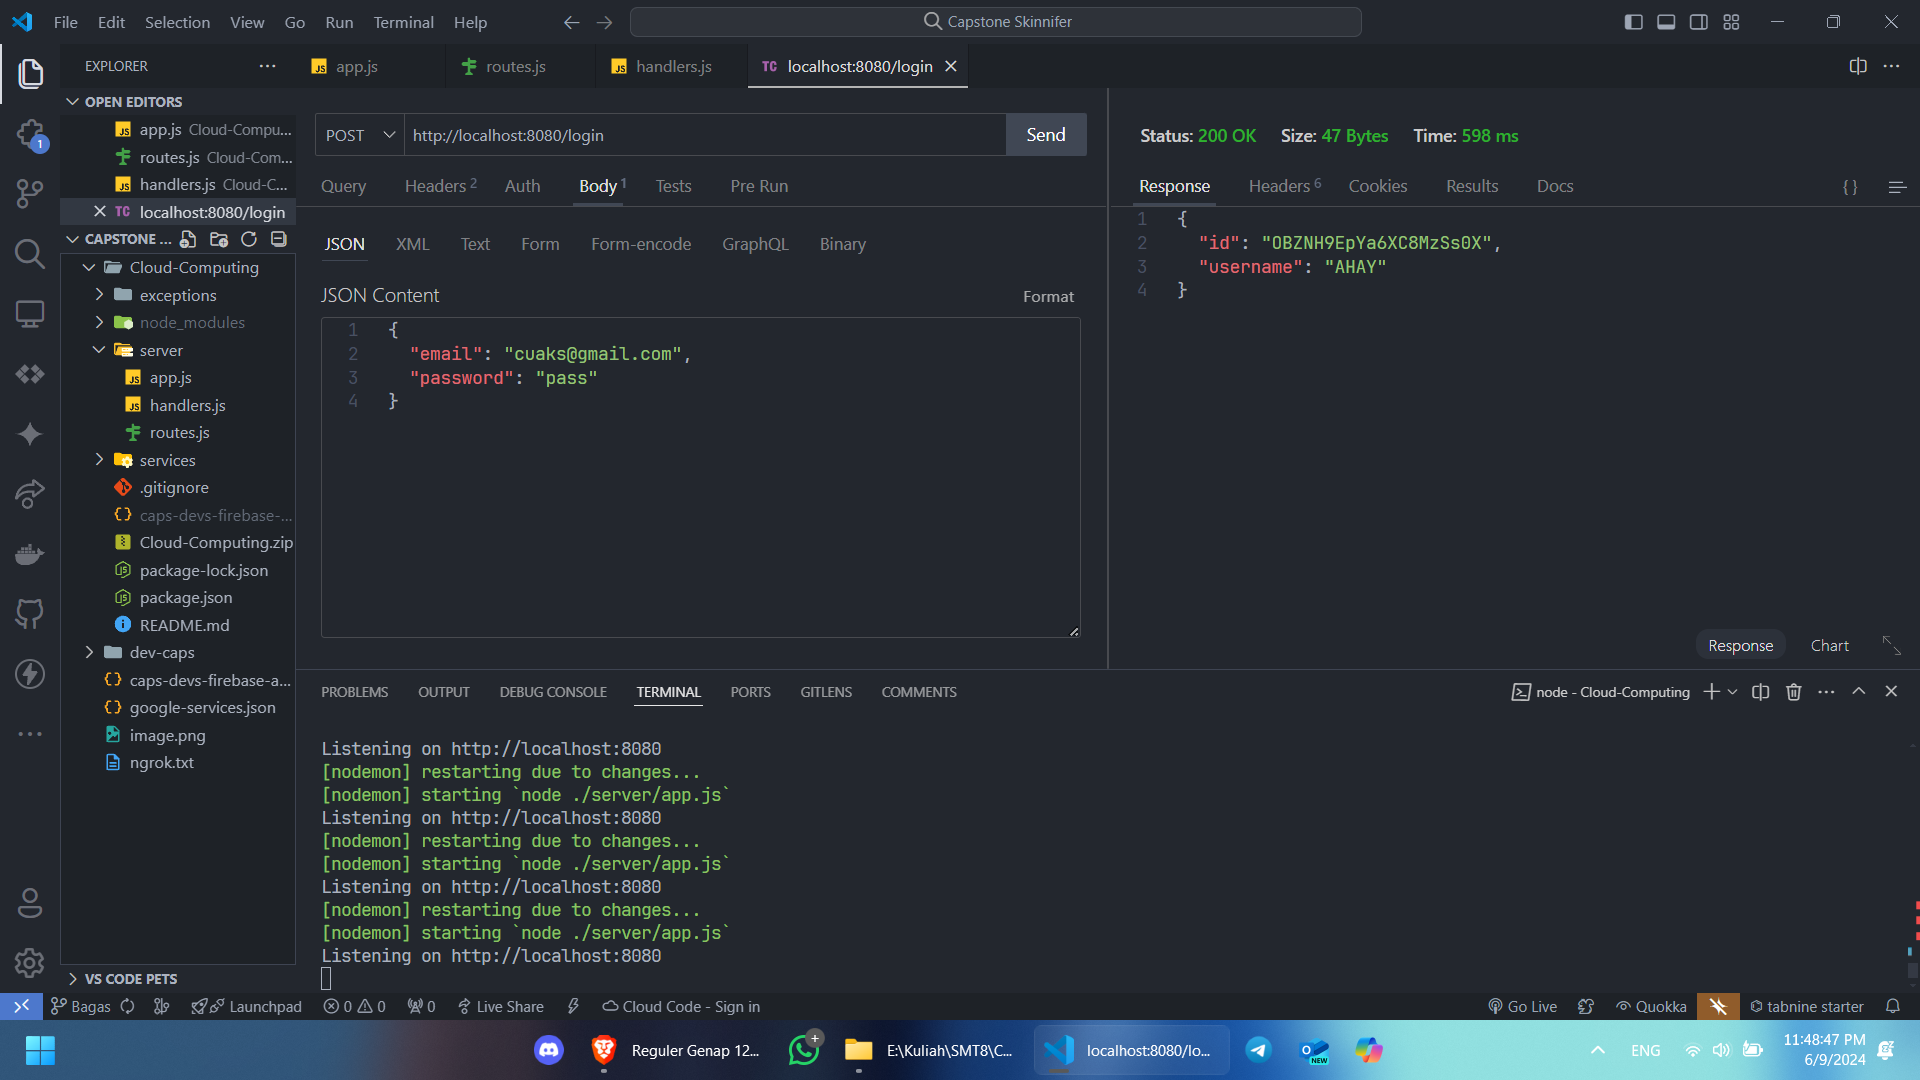 File Edit Selection View Go Run Terminal Help
Capstone Skinnifer
EXPLORER
app.js
routes.js
handlers.js
TC localhost:8080/login
1
OPEN EDITORS
JS app.js Cloud-Compu...
routes.js Cloud-Com...
JS handlers.js Cloud-C...
TC localhost:8080/login
CAPSTONE ...
Cloud-Computing
exceptions
node_modules
server
JS app.js
JS handlers.js
routes.js
services
.gitignore
caps-devs-firebase-...
Cloud-Computing.zip
package-lock.json
package.json
README.md
dev-caps
caps-devs-firebase-a...
google-services.json
image.png
ngrok.txt
VS CODE PETS
POST http://localhost:8080/login Send
Query Headers 2 Auth Body 1 Tests Pre Run
JSON XML Text Form Form-encode GraphQL Binary
JSON Content
Format
1 {
2 "email": "cuaks@gmail.com",
3 "password": "pass"
4 }
Status: 200 OK Size: 47 Bytes Time: 598 ms
Response Headers 6 Cookies Results Docs { }
1 {
2 "id": "OBZNH9EpYa6XC8MzSs0X",
3 "username": "AHAY"
4 }
Response Chart
PROBLEMS OUTPUT DEBUG CONSOLE TERMINAL PORTS GITLENS COMMENTS
node - Cloud-Computing
Listening on http://localhost:8080
[nodemon] restarting due to changes...
[nodemon] starting `node ./server/app.js`
Listening on http://localhost:8080
[nodemon] restarting due to changes...
[nodemon] starting `node ./server/app.js`
Listening on http://localhost:8080
[nodemon] restarting due to changes...
[nodemon] starting `node ./server/app.js`
Listening on http://localhost:8080
Bagas Launchpad 0 0 0 Live Share Cloud Code - Sign in
Go Live Quokka tabnine starter
Reguler Genap 12...
E:\Kuliah\SMT8\C...
localhost:8080/lo...
NEW
ENG
11:48:47 PM
6/9/2024